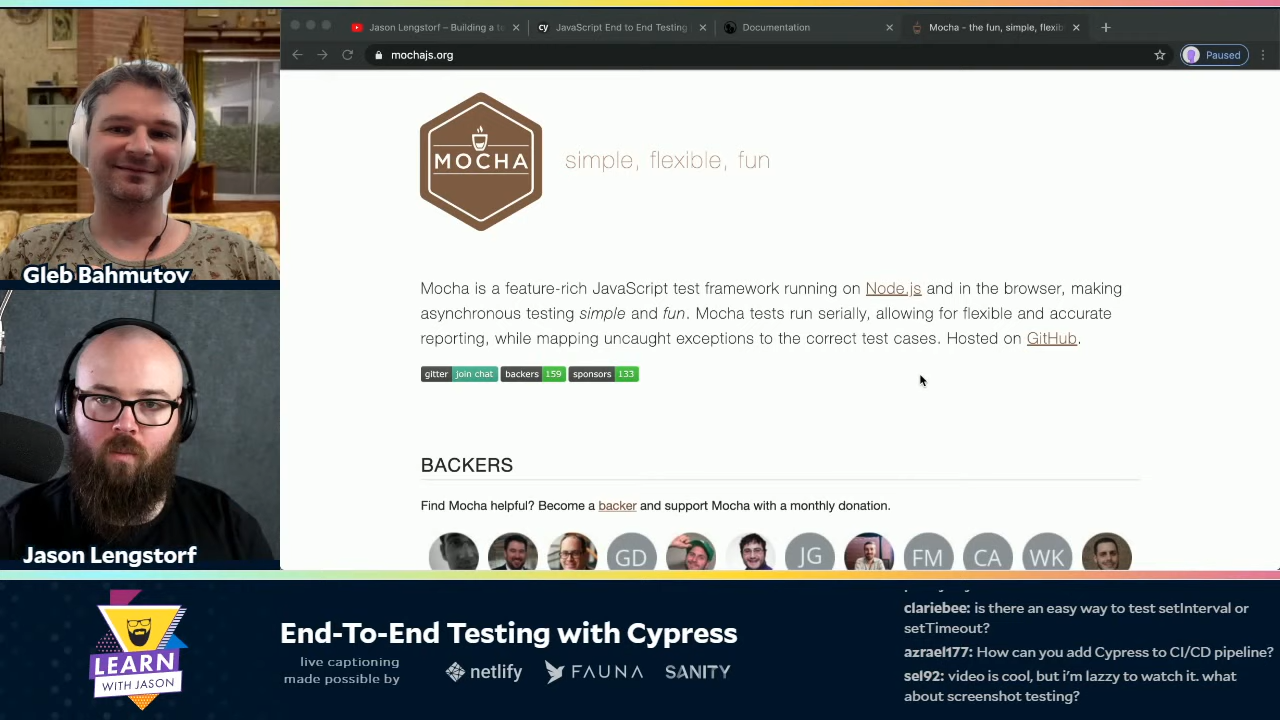 Jason Lengstorf – Building a te
JavaScript End to End Testing
Documentation
Mocha - the fun, simple, flexib
mochajs.org
Paused
MOCHA
simple, flexible, fun
Mocha is a feature-rich JavaScript test framework running on Node.js and in the browser, making
asynchronous testing simple and fun. Mocha tests run serially, allowing for flexible and accurate
reporting, while mapping uncaught exceptions to the correct test cases. Hosted on GitHub.
gitter join chat backers 159 sponsors 133
BACKERS
Find Mocha helpful? Become a backer and support Mocha with a monthly donation.
GD JG FM CA WK
Gleb Bahmutov
Jason Lengstorf
LEARN
WITH JASON
End-To-End Testing with Cypress
live captioning
made possible by
netlify FAUNA SANITY
clariebee: is there an easy way to test setInterval or
setTimeout?
azrael177: How can you add Cypress to CI/CD pipeline?
sel92: video is cool, but i'm lazzy to watch it. what
about screenshot testing?